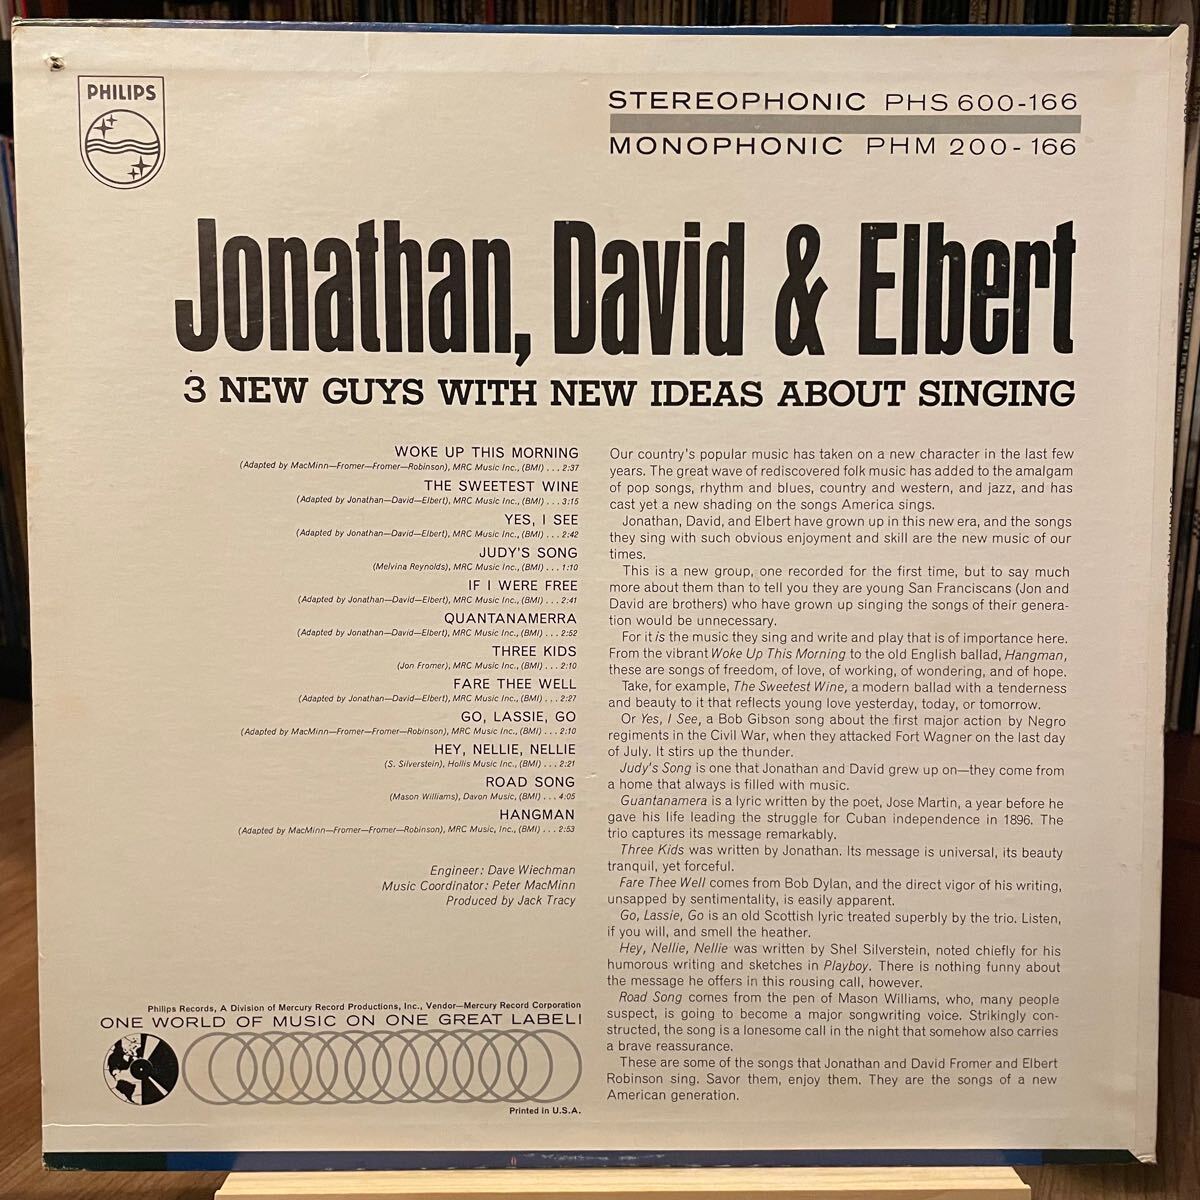 PHILIPS
STEREOPHONIC PHS 600-166
MONOPHONIC PHM 200-166
Jonathan, David & Elbert
3 NEW GUYS WITH NEW IDEAS ABOUT SINGING
WOKE UP THIS MORNING
(Adapted by MacMinn—Fromer—Fromer—Robinson), MRC Music Inc., (BMI) . . . 2:37
THE SWEETEST WINE
(Adapted by Jonathan—David—Elbert), MRC Music Inc., (BMI) . . . 3:15
YES, I SEE
(Adapted by Jonathan—David—Elbert), MRC Music Inc., (BMI) . . . 2:42
JUDY'S SONG
(Melvina Reynolds), MRC Music Inc., (BMI) . . . 1:10
IF I WERE FREE
(Adapted by Jonathan—David—Elbert), MRC Music Inc., (BMI) . . . 2:41
QUANTANAMERRA
(Adapted by Jonathan—David—Elbert), MRC Music Inc., (BMI) . . . 2:52
THREE KIDS
(Jon Fromer), MRC Music Inc., (BMI) . . . 2:10
FARE THEE WELL
(Adapted by Jonathan—David—Elbert), MRC Music Inc., (BMI) . . . 2:27
GO, LASSIE, GO
(Adapted by MacMinn—Fromer—Fromer—Robinson), MRC Music Inc., (BMI) . . . 2:10
HEY, NELLIE, NELLIE
(S. Silverstein), Hollis Music Inc., (BMI) . . . 2:21
ROAD SONG
(Mason Williams), Davon Music, (BMI) . . . 4:05
HANGMAN
(Adapted by MacMinn—Fromer—Fromer—Robinson), MRC Music, Inc., (BMI) . . . 2:53
Engineer: Dave Wiechman
Music Coordinator: Peter MacMinn
Produced by Jack Tracy
Philips Records, A Division of Mercury Record Productions, Inc., Vendor—Mercury Record Corporation
ONE WORLD OF MUSIC ON ONE GREAT LABEL!
Printed in U.S.A.
Our country's popular music has taken on a new character in the last few
years. The great wave of rediscovered folk music has added to the amalgam
of pop songs, rhythm and blues, country and western, and jazz, and has
cast yet a new shading on the songs America sings.
Jonathan, David, and Elbert have grown up in this new era, and the songs
they sing with such obvious enjoyment and skill are the new music of our
times.
This is a new group, one recorded for the first time, but to say much
more about them than to tell you they are young San Franciscans (Jon and
David are brothers) who have grown up singing the songs of their genera-
tion would be unnecessary.
For it is the music they sing and write and play that is of importance here.
From the vibrant Woke Up This Morning to the old English ballad, Hangman,
these are songs of freedom, of love, of working, of wondering, and of hope.
Take, for example, The Sweetest Wine, a modern ballad with a tenderness
and beauty to it that reflects young love yesterday, today, or tomorrow.
Or Yes, I See, a Bob Gibson song about the first major action by Negro
regiments in the Civil War, when they attacked Fort Wagner on the last day
of July. It stirs up the thunder.
Judy's Song is one that Jonathan and David grew up on—they come from
a home that always is filled with music.
Guantanamera is a lyric written by the poet, Jose Martin, a year before he
gave his life leading the struggle for Cuban independence in 1896. The
trio captures its message remarkably.
Three Kids was written by Jonathan. Its message is universal, its beauty
tranquil, yet forceful.
Fare Thee Well comes from Bob Dylan, and the direct vigor of his writing,
unsapped by sentimentality, is easily apparent.
Go, Lassie, Go is an old Scottish lyric treated superbly by the trio. Listen,
if you will, and smell the heather.
Hey, Nellie, Nellie was written by Shel Silverstein, noted chiefly for his
humorous writing and sketches in Playboy. There is nothing funny about
the message he offers in this rousing call, however.
Road Song comes from the pen of Mason Williams, who, many people
suspect, is going to become a major songwriting voice. Strikingly con-
structed, the song is a lonesome call in the night that somehow also carries
a brave reassurance.
These are some of the songs that Jonathan and David Fromer and Elbert
Robinson sing. Savor them, enjoy them. They are the songs of a new
American generation.